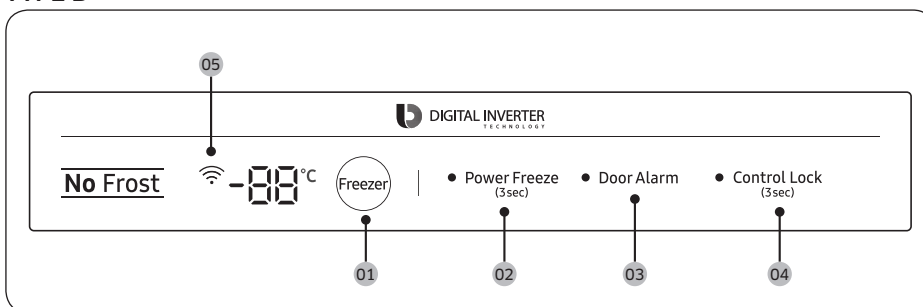 05
DIGITAL INVERTER
TECHNOLOGY
No Frost -88°C Freezer Power Freeze Door Alarm Control Lock
(3sec) (3sec)
01 02 03 04